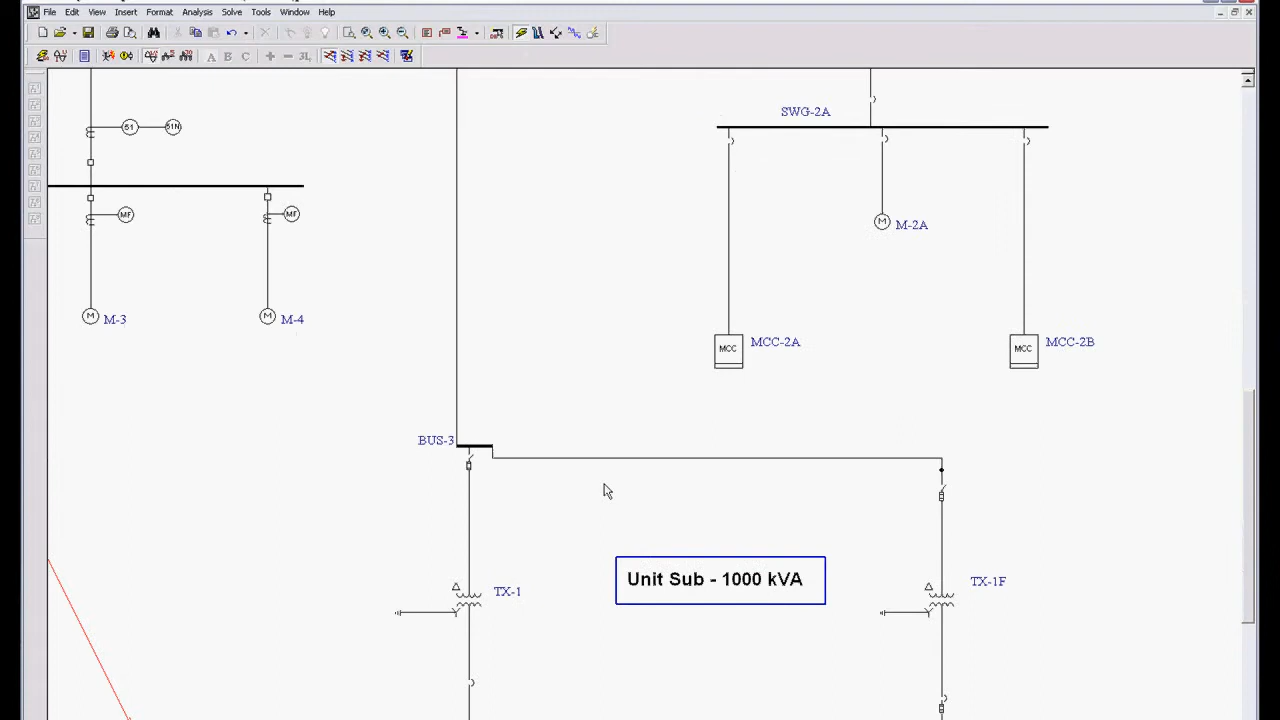 File Edit View Insert Format Analysis Solve Tools Window Help
A B C 3L
SWG-2A
51 51N
MF MF
M M-2A
M M-3 M M-4
MCC MCC-2A MCC MCC-2B
BUS-3
Unit Sub - 1000 kVA
TX-1 TX-1F